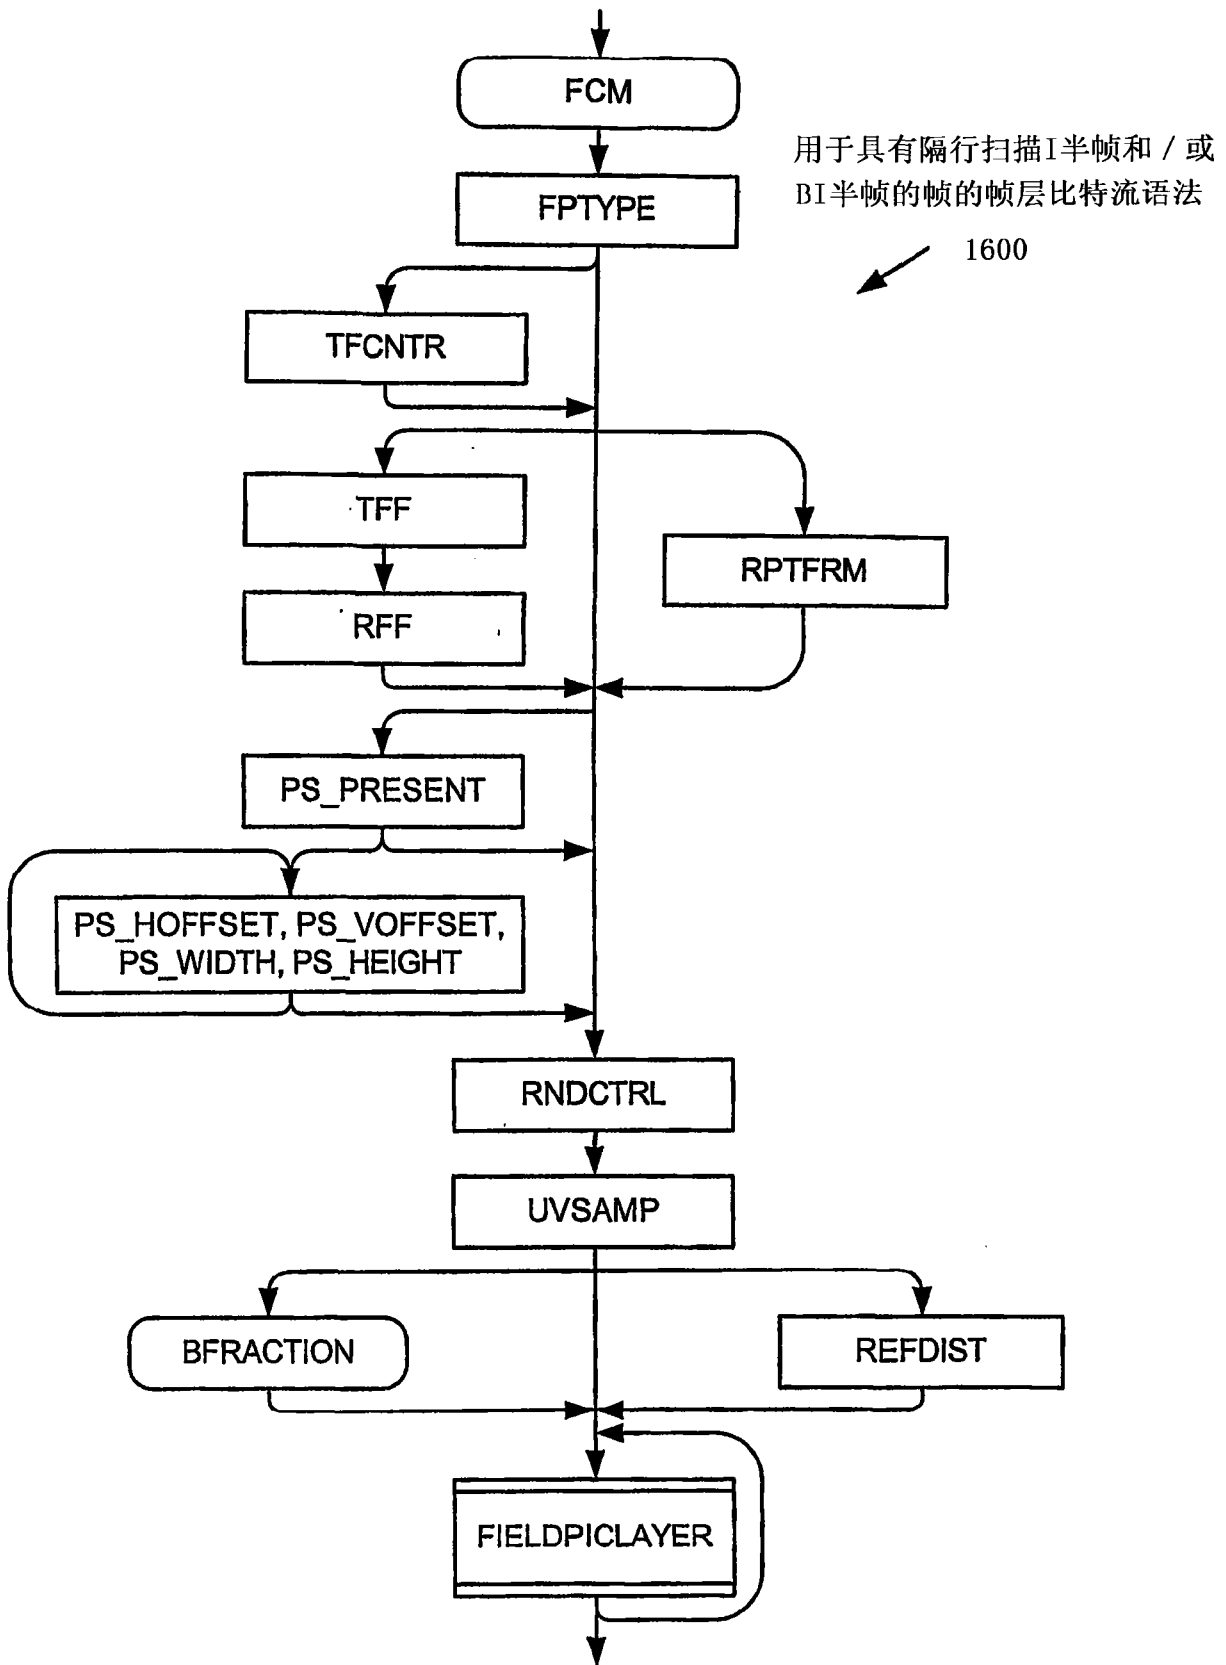 FCM
用于具有隔行扫描I半帧和 / 或
BI半帧的帧的帧层比特流语法
1600
FPTYPE
TFCNTR
TFF
RPTFRM
RFF
PS_PRESENT
PS_HOFFSET, PS_VOFFSET,
PS_WIDTH, PS_HEIGHT
RNDCTRL
UVSAMP
BFRACTION
REFDIST
FIELDPICLAYER